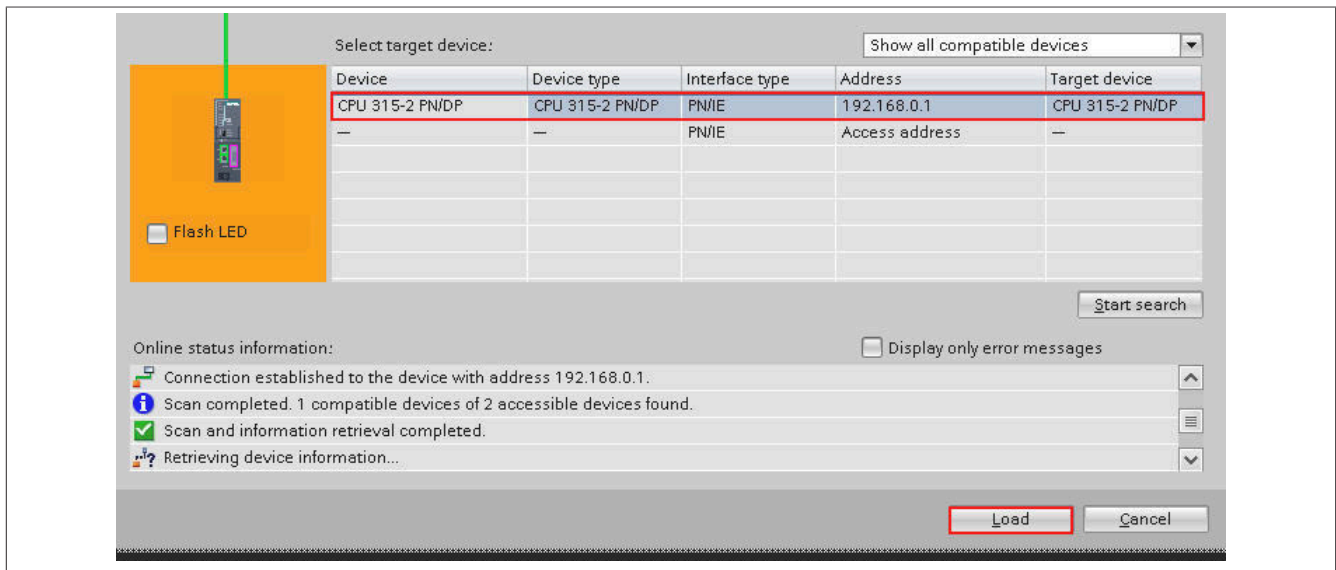 Select target device:
Show all compatible devices
Device Device type Interface type Address Target device
CPU 315-2 PN/DP CPU 315-2 PN/DP PN/IE 192.168.0.1 CPU 315-2 PN/DP
— — PN/IE Access address —
Flash LED
Start search
Online status information:
Display only error messages
Connection established to the device with address 192.168.0.1.
Scan completed. 1 compatible devices of 2 accessible devices found.
Scan and information retrieval completed.
Retrieving device information...
Load Cancel